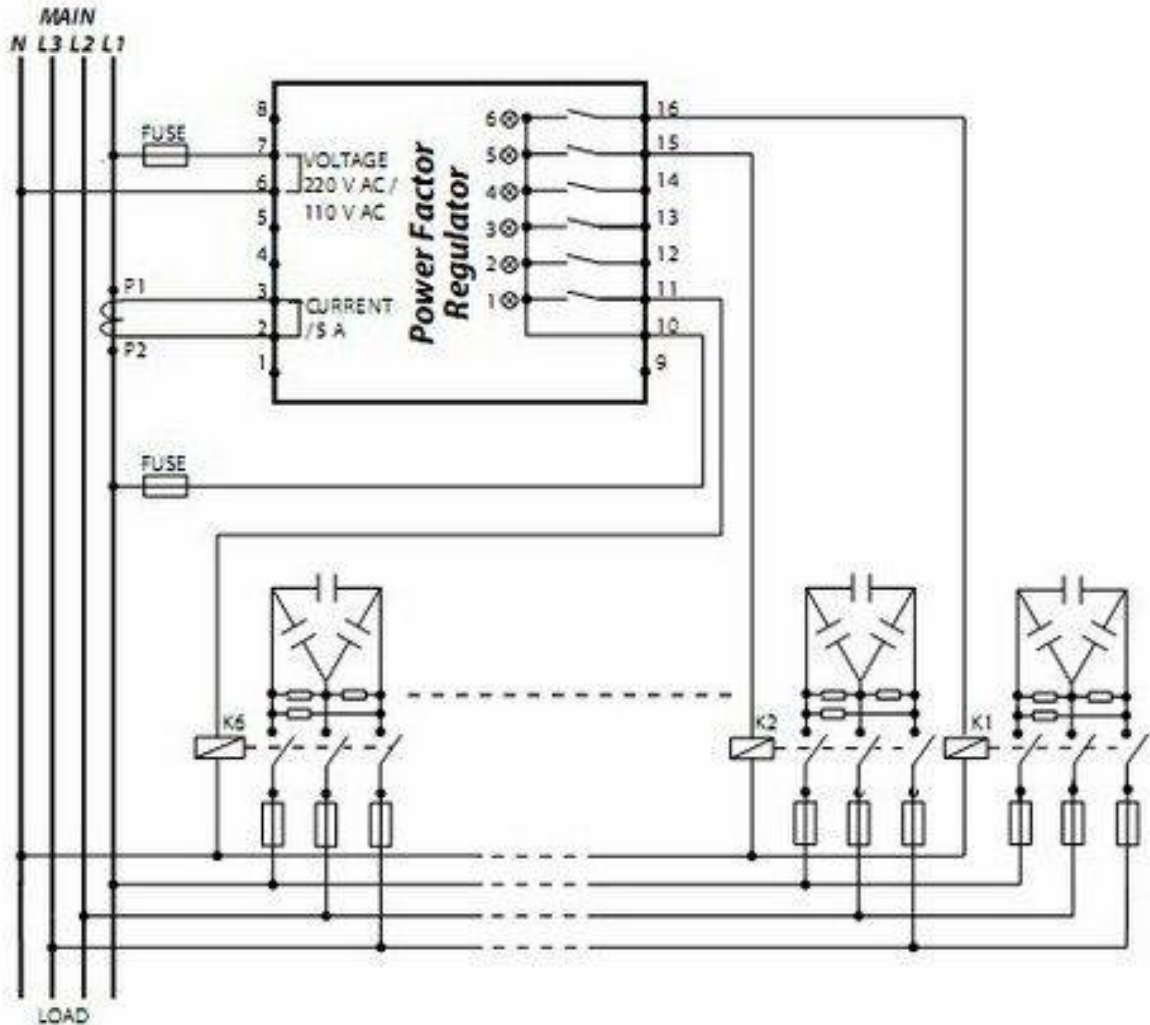 MAIN
N L3 L2 L1
FUSE
8
7
6
5
4
3
2
1
VOLTAGE
220 V AC /
110 V AC
CURRENT
/5 A
Power Factor
Regulator
6
5
4
3
2
1
16
15
14
13
12
11
10
9
P1
P2
FUSE
K6
K2
K1
LOAD